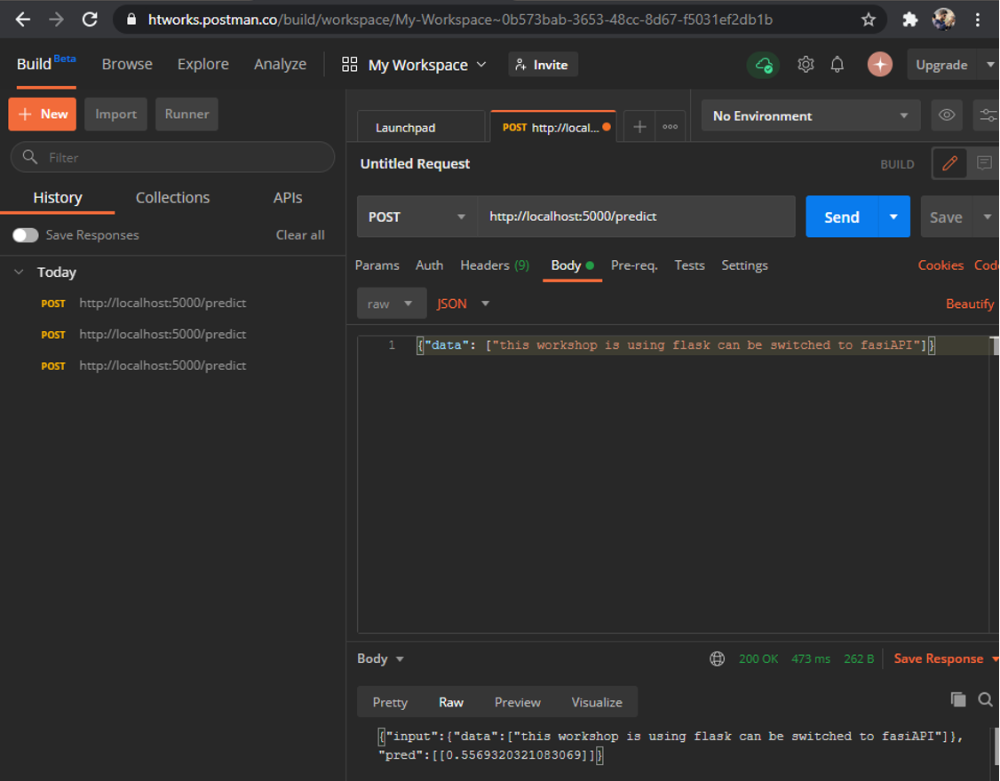 htworks.postman.co/build/workspace/My-Workspace~0b573bab-3653-48cc-8d67-f5031ef2db1b
Build Beta Browse Explore Analyze My Workspace Invite Upgrade
New Import Runner
Launchpad POST http://local... No Environment
Filter
Untitled Request BUILD
History Collections APIs
POST http://localhost:5000/predict Send Save
Save Responses Clear all
Params Auth Headers (9) Body Pre-req. Tests Settings Cookies Code
Today
raw JSON Beautify
POST http://localhost:5000/predict
POST http://localhost:5000/predict
POST http://localhost:5000/predict
1 {"data": ["this workshop is using flask can be switched to fasiAPI"]}
Body 200 OK 473 ms 262 B Save Response
Pretty Raw Preview Visualize
{"input":{"data":["this workshop is using flask can be switched to fasiAPI"]},
"pred":[[0.5569320321083069]]}